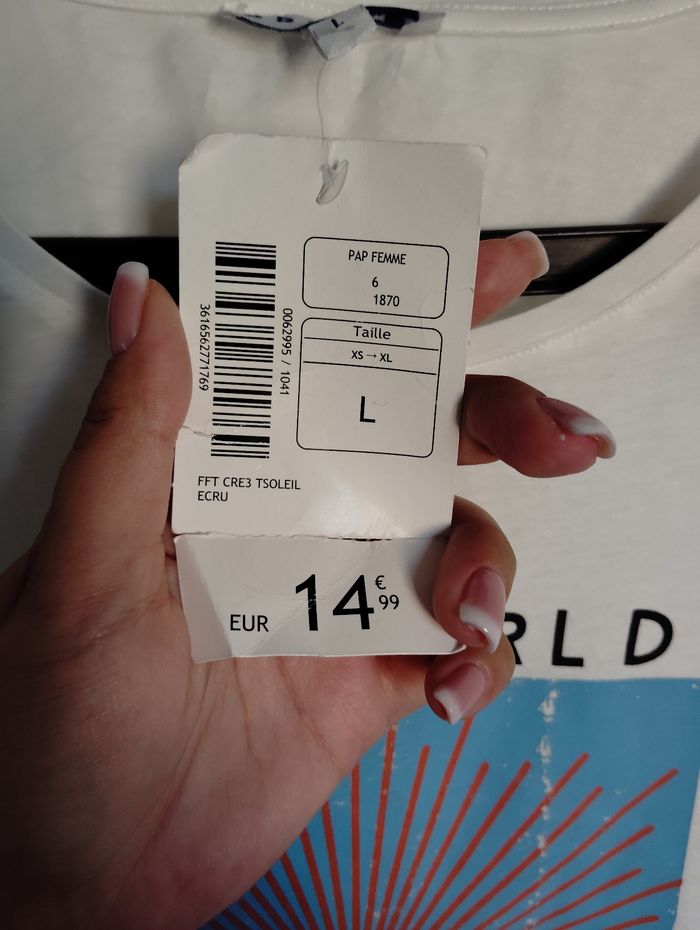 L
PAP FEMME
6
1870
Taille
XS → XL
L
3616562771769
0062995 / 1041
FFT CRE3 TSOLEIL
ECRU
EUR 14 € 99
RLD